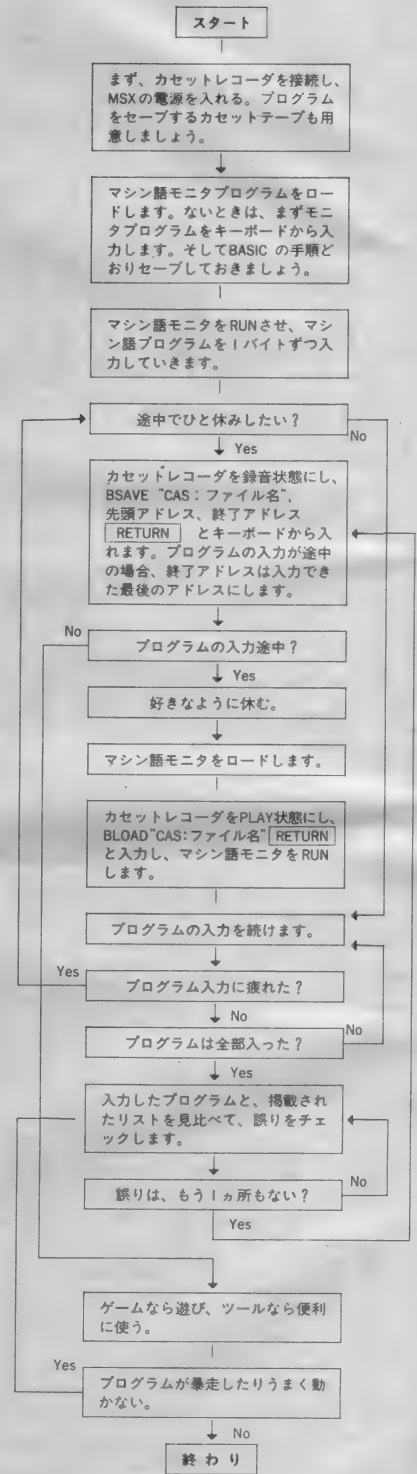 スタート
まず、カセットレコーダを接続し、
MSXの電源を入れる。プログラム
をセーブするカセットテープも用
意しましょう。
マシン語モニタプログラムをロー
ドします。ないときは、まずモニ
タプログラムをキーボードから入
力します。そしてBASIC の手順ど
おりセーブしておきましょう。
マシン語モニタをRUNさせ、マシ
ン語プログラムを1バイトずつ入
力していきます。
途中でひと休みしたい?
No
Yes
カセットレコーダを録音状態にし、
BSAVE "CAS:ファイル名",
先頭アドレス、終了アドレス
RETURN とキーボードから入
れます。プログラムの入力が途中
の場合、終了アドレスは入力でき
た最後のアドレスにします。
No
プログラムの入力途中?
Yes
好きなように休む。
マシン語モニタをロードします。
カセットレコーダをPLAY状態にし、
BLOAD"CAS:ファイル名" RETURN
と入力し、マシン語モニタをRUN
します。
プログラムの入力を続けます。
Yes
プログラム入力に疲れた?
No
プログラムは全部入った?
No
Yes
入力したプログラムと、掲載され
たリストを見比べて、誤りをチェ
ックします。
誤りは、もう1ヵ所もない?
No
Yes
ゲームなら遊び、ツールなら便利
に使う。
Yes
プログラムが暴走したりうまく動
かない。
No
終わり